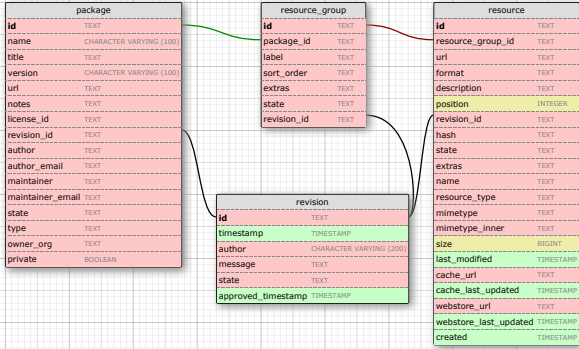 package
id TEXT
name CHARACTER VARYING (100)
title TEXT
version CHARACTER VARYING (100)
url TEXT
notes TEXT
license_id TEXT
revision_id TEXT
author TEXT
author_email TEXT
maintainer TEXT
maintainer_email TEXT
state TEXT
type TEXT
owner_org TEXT
private BOOLEAN
resource_group
id TEXT
package_id TEXT
label TEXT
sort_order TEXT
extras TEXT
state TEXT
revision_id TEXT
revision
id TEXT
timestamp TIMESTAMP
author CHARACTER VARYING (200)
message TEXT
state TEXT
approved_timestamp TIMESTAMP
resource
id TEXT
resource_group_id TEXT
url TEXT
format TEXT
description TEXT
position INTEGER
revision_id TEXT
hash TEXT
state TEXT
extras TEXT
name TEXT
resource_type TEXT
mimetype TEXT
mimetype_inner TEXT
size BIGINT
last_modified TIMESTAMP
cache_url TEXT
cache_last_updated TIMESTAMP
webstore_url TEXT
webstore_last_updated TIMESTAMP
created TIMESTAMP